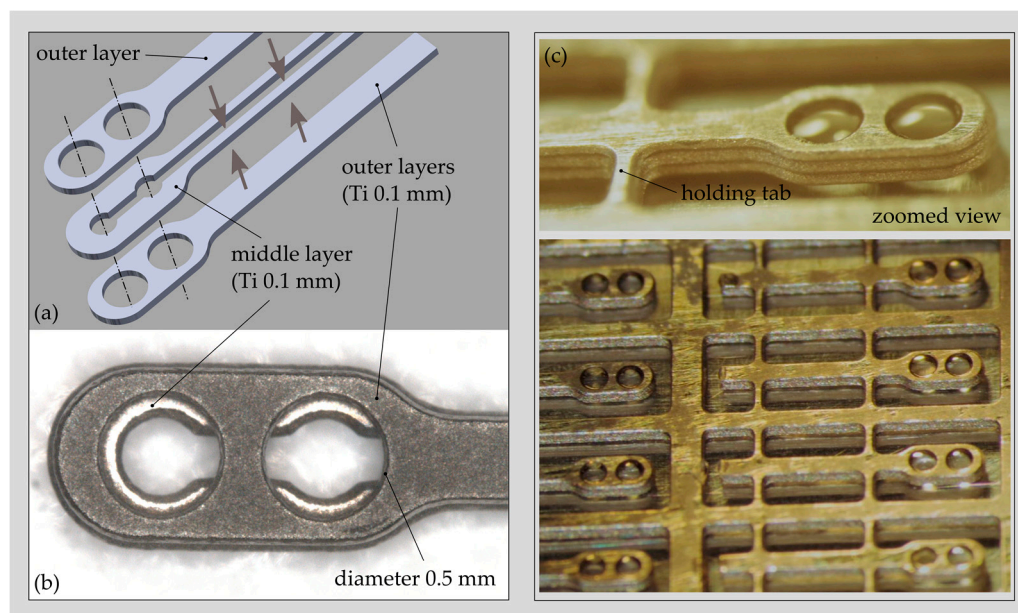 outer layer
outer layers
(Ti 0.1 mm)
middle layer
(Ti 0.1 mm)
(a)
(b)
diameter 0.5 mm
(c)
holding tab
zoomed view